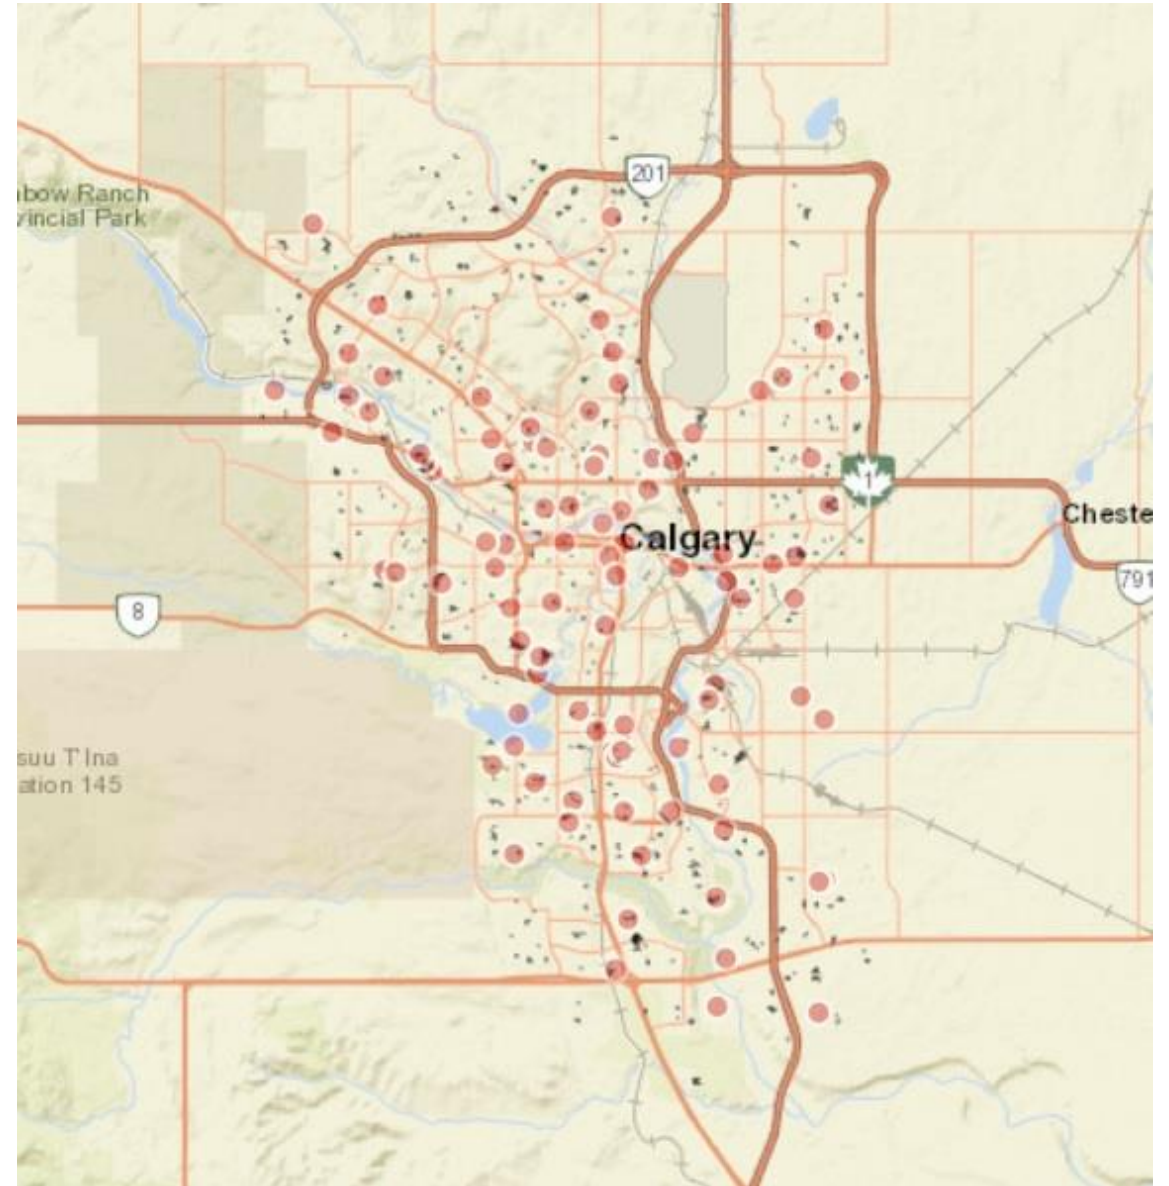 201
bow Ranch
vincial Park
1
Calgary
Cheste
791
8
suu T'Ina
ation 145